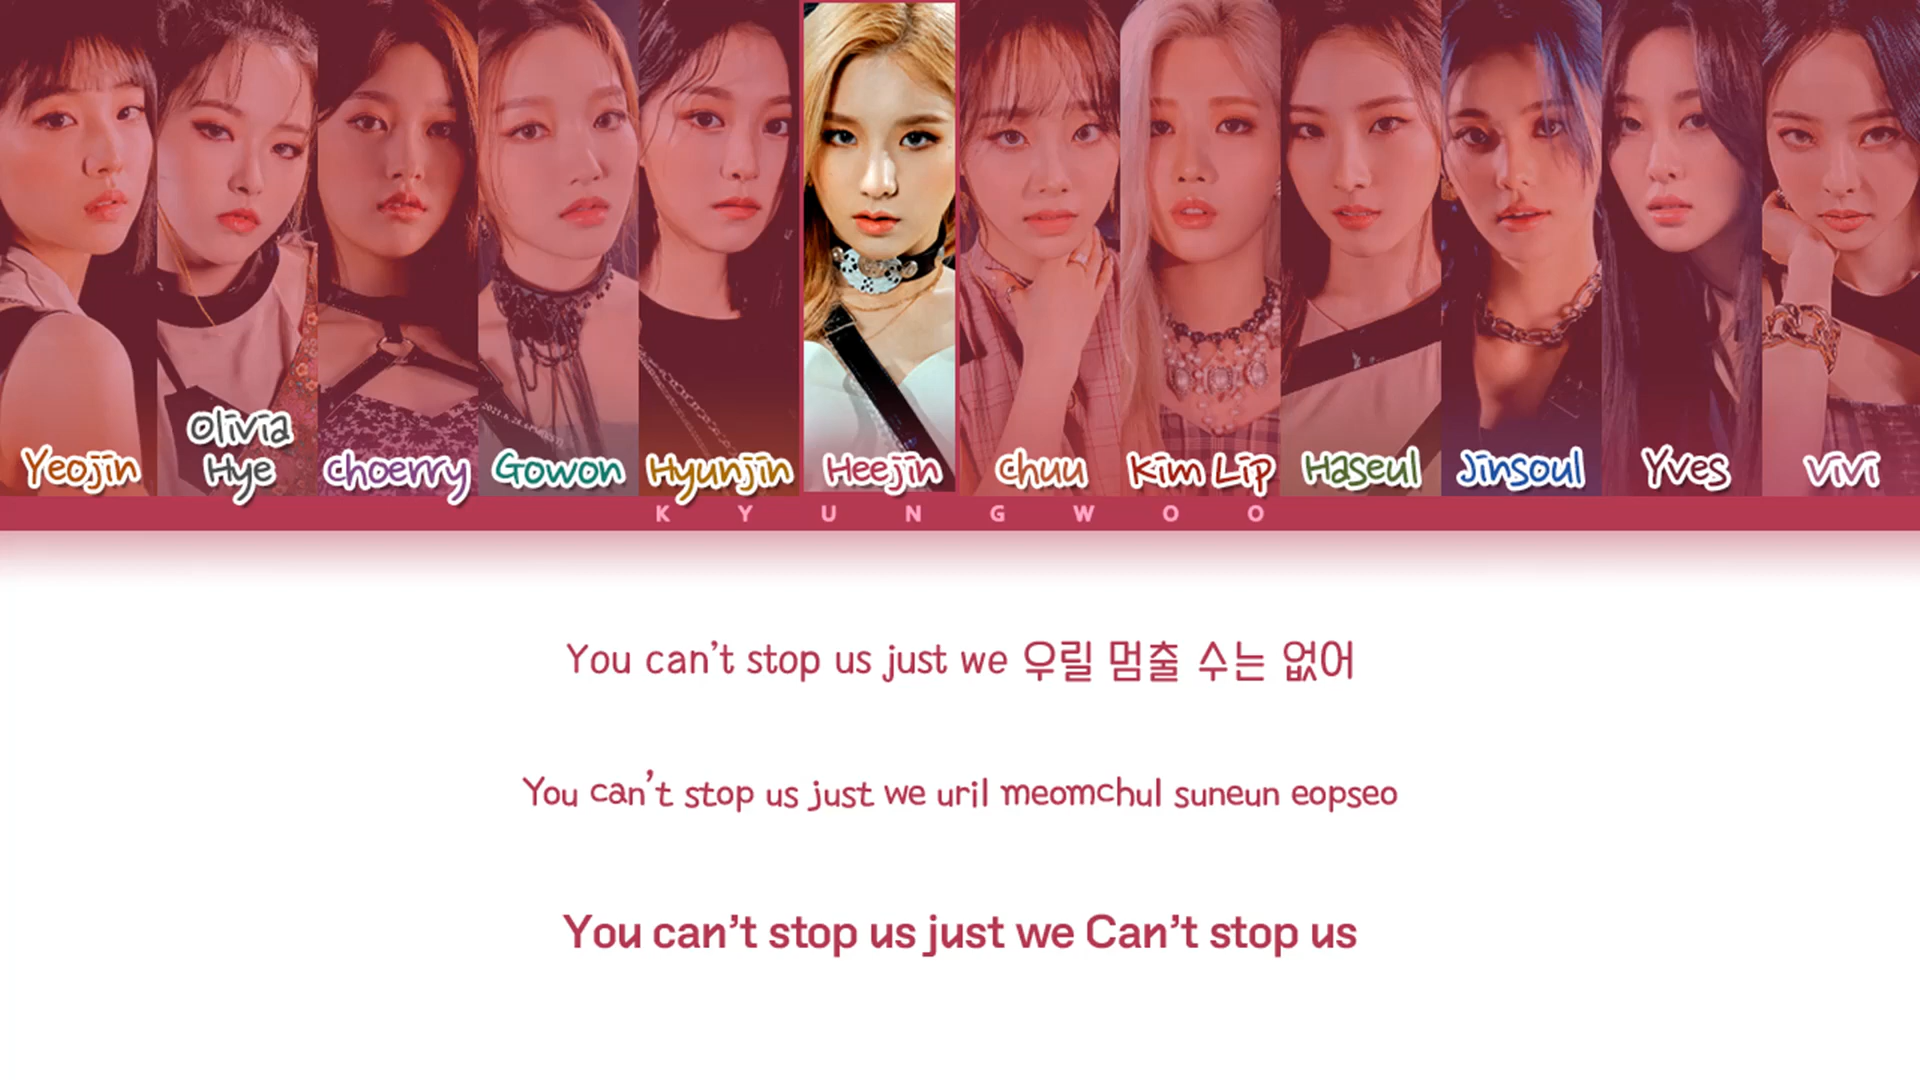 Yeojin
Olivia
Hye
Choerry
Gowon
Hyunjin
Heejin
Chuu
Kim Lip
Haseul
Jinsoul
Yves
ViVi
KYUNGWOO
You can't stop us just we 우릴 멈출 수는 없어
You can't stop us just we uril meomchul suneun eopseo
You can't stop us just we Can't stop us